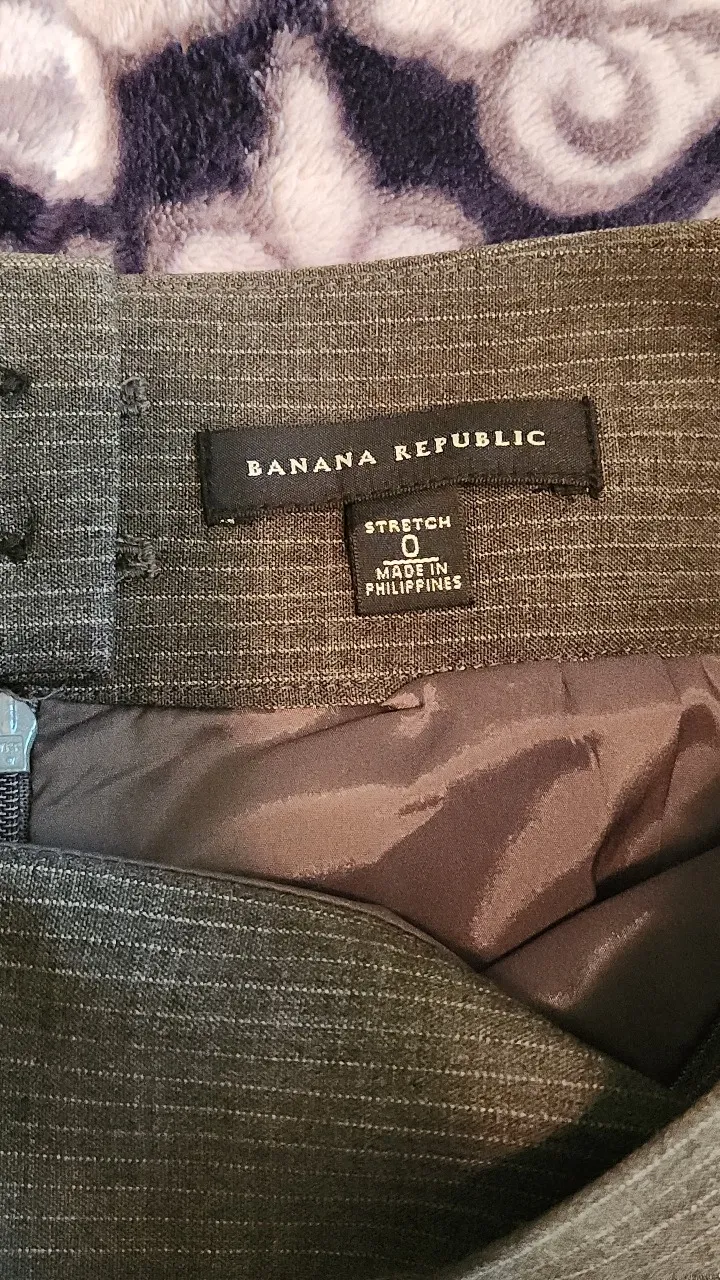 BANANA REPUBLIC
STRETCH
0
MADE IN
PHILIPPINES